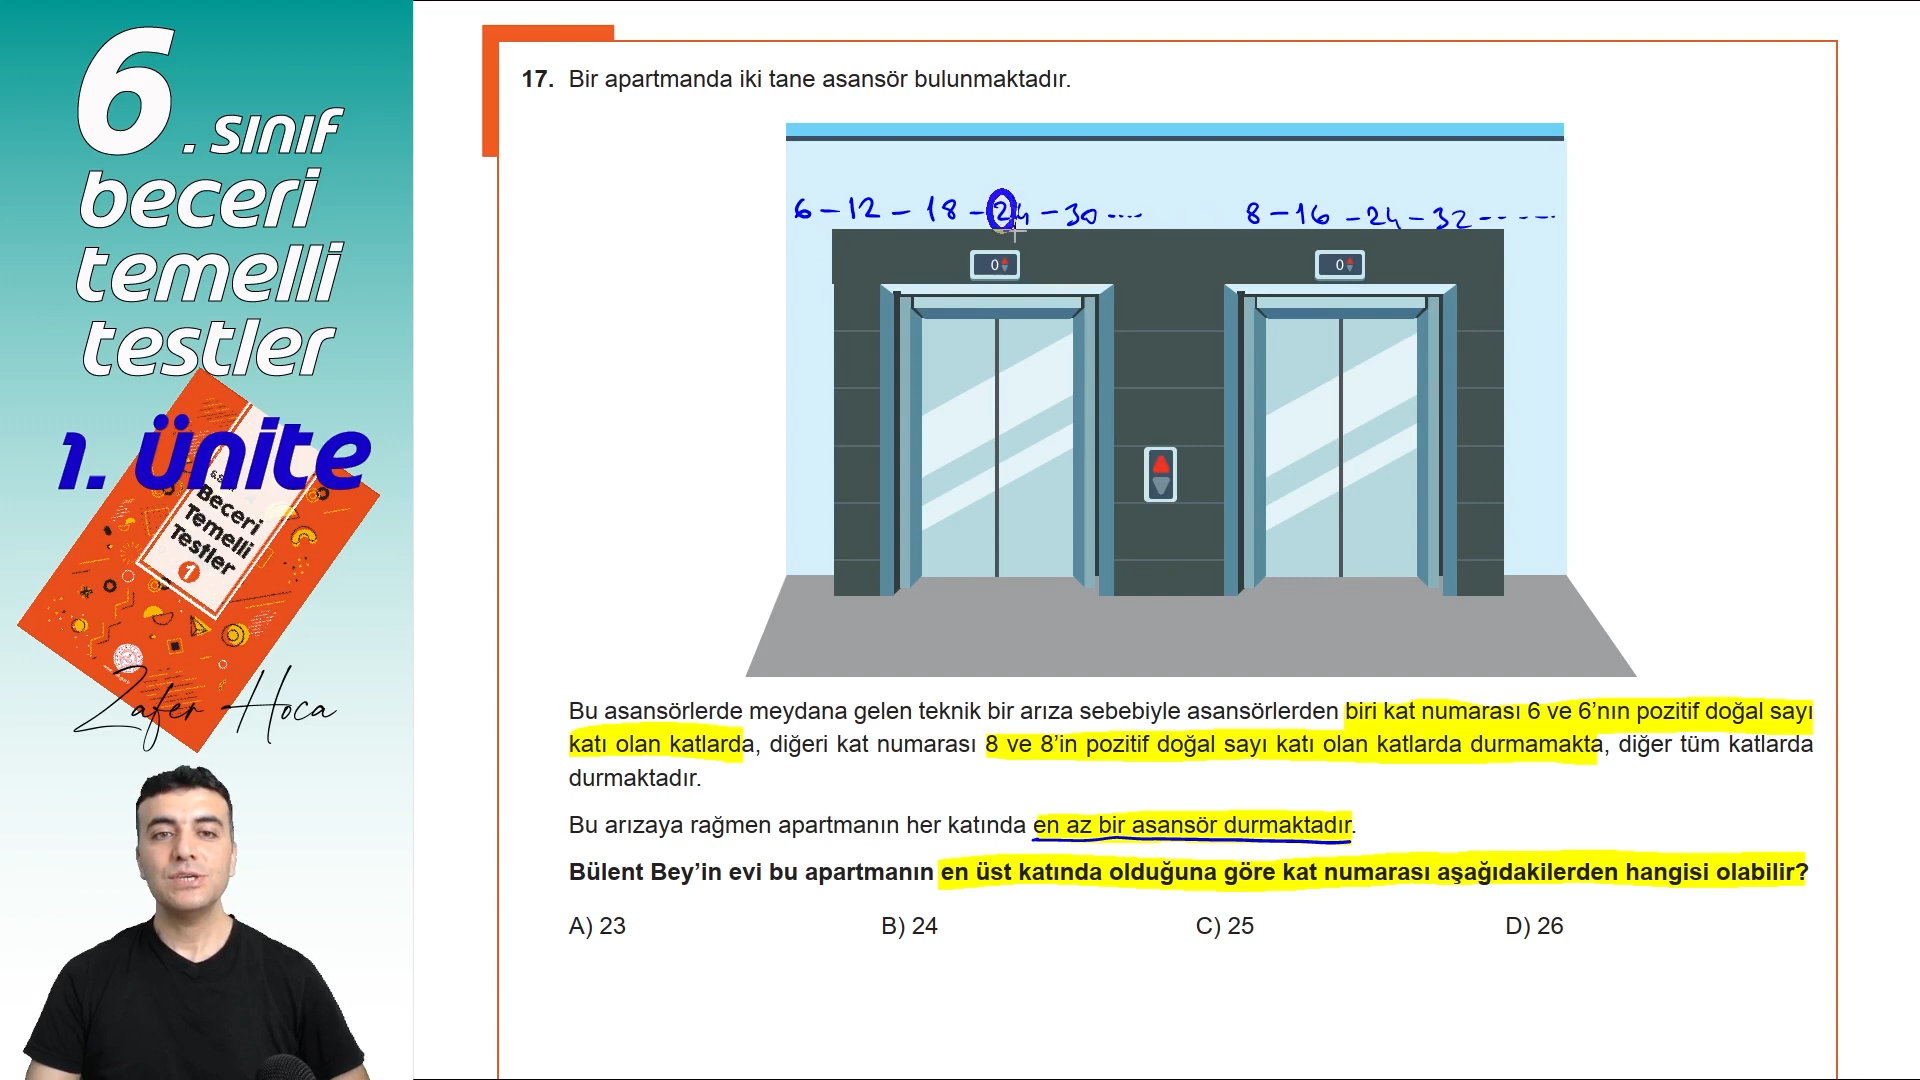 6
. sınıf
beceri
temelli
testler
1. ünite
Beceri
Temelli
Testler
1
Zafer Hoca
17. Bir apartmanda iki tane asansör bulunmaktadır.
6 – 12 – 18 – 24 – 30 ....
8 – 16 – 24 – 32 - - - - -
0
0
Bu asansörlerde meydana gelen teknik bir arıza sebebiyle asansörlerden biri kat numarası 6 ve 6’nın pozitif doğal sayı
katı olan katlarda, diğeri kat numarası 8 ve 8’in pozitif doğal sayı katı olan katlarda durmamakta, diğer tüm katlarda
durmaktadır.
Bu arızaya rağmen apartmanın her katında en az bir asansör durmaktadır.
Bülent Bey’in evi bu apartmanın en üst katında olduğuna göre kat numarası aşağıdakilerden hangisi olabilir?
A) 23 B) 24 C) 25 D) 26